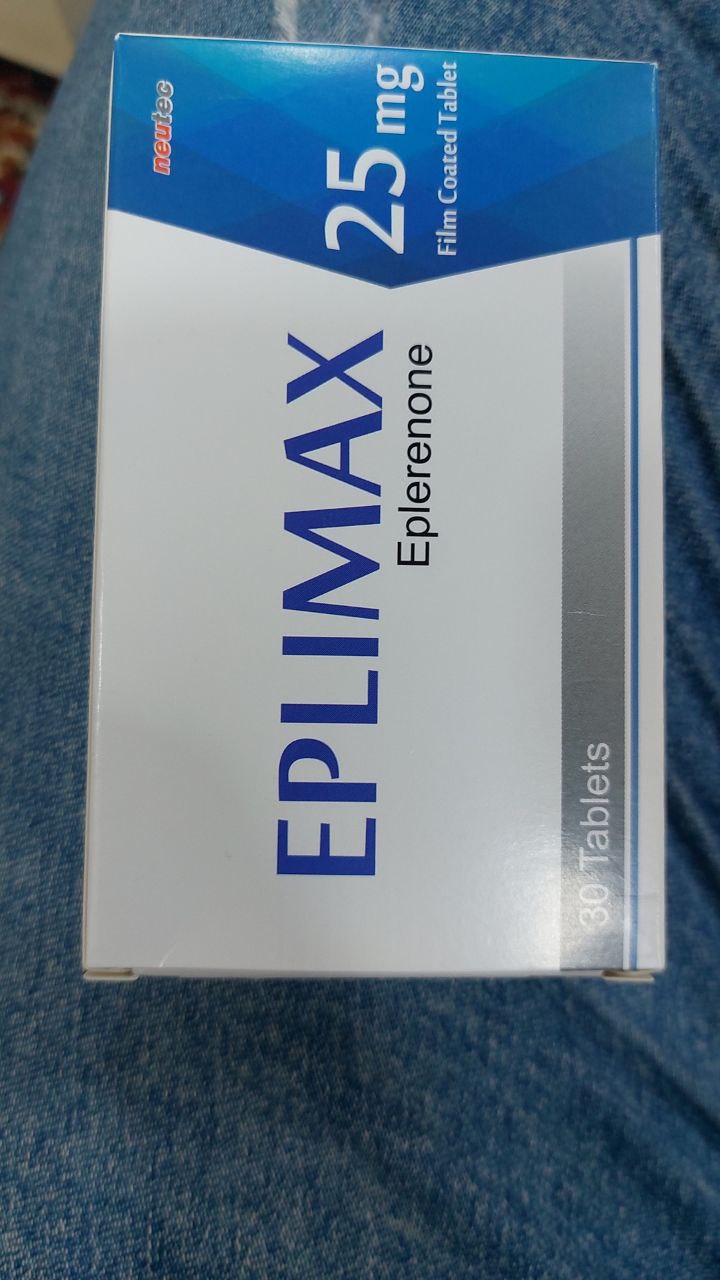 neutec
25 mg
Film Coated Tablet
EPLIMAX
Eplerenone
30 Tablets